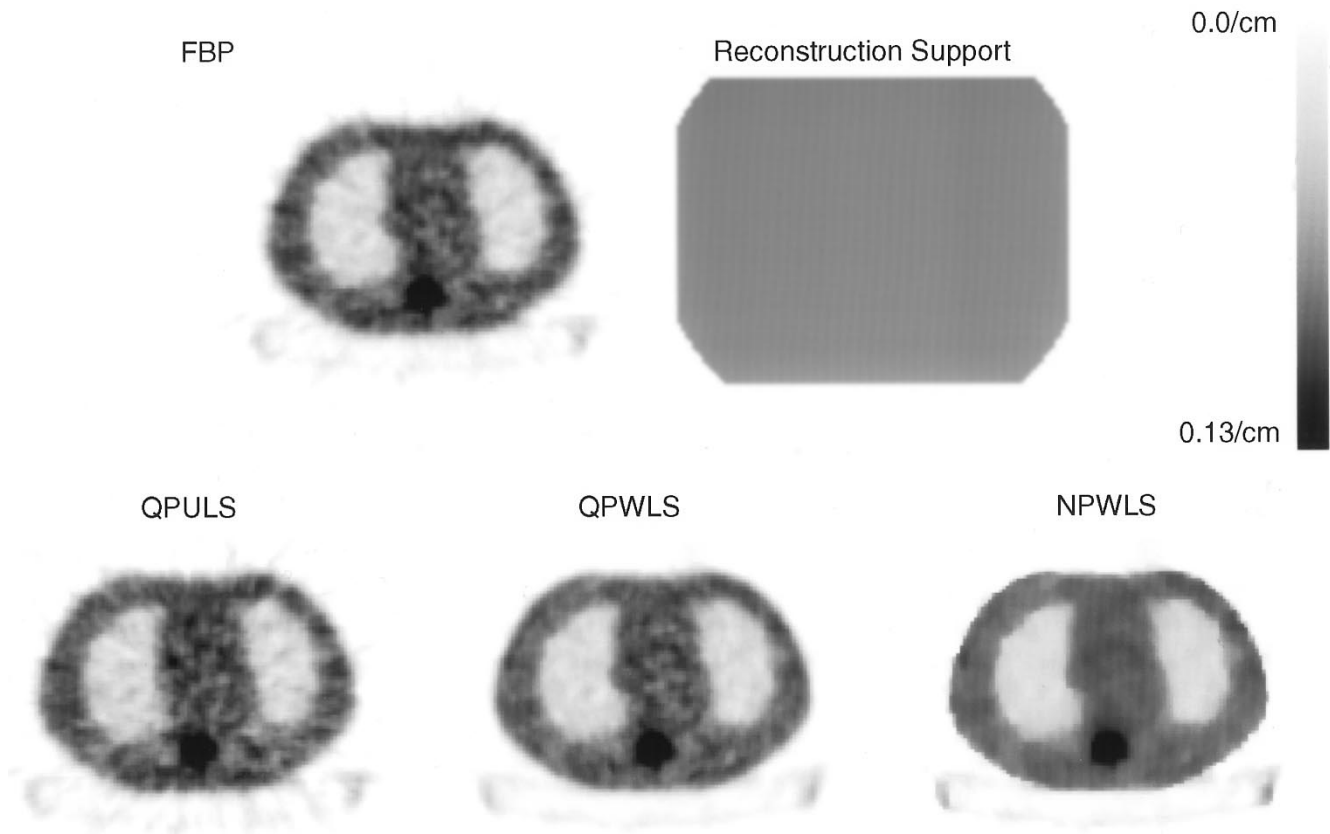 FBP
Reconstruction Support
0.0/cm
0.13/cm
QPULS
QPWLS
NPWLS